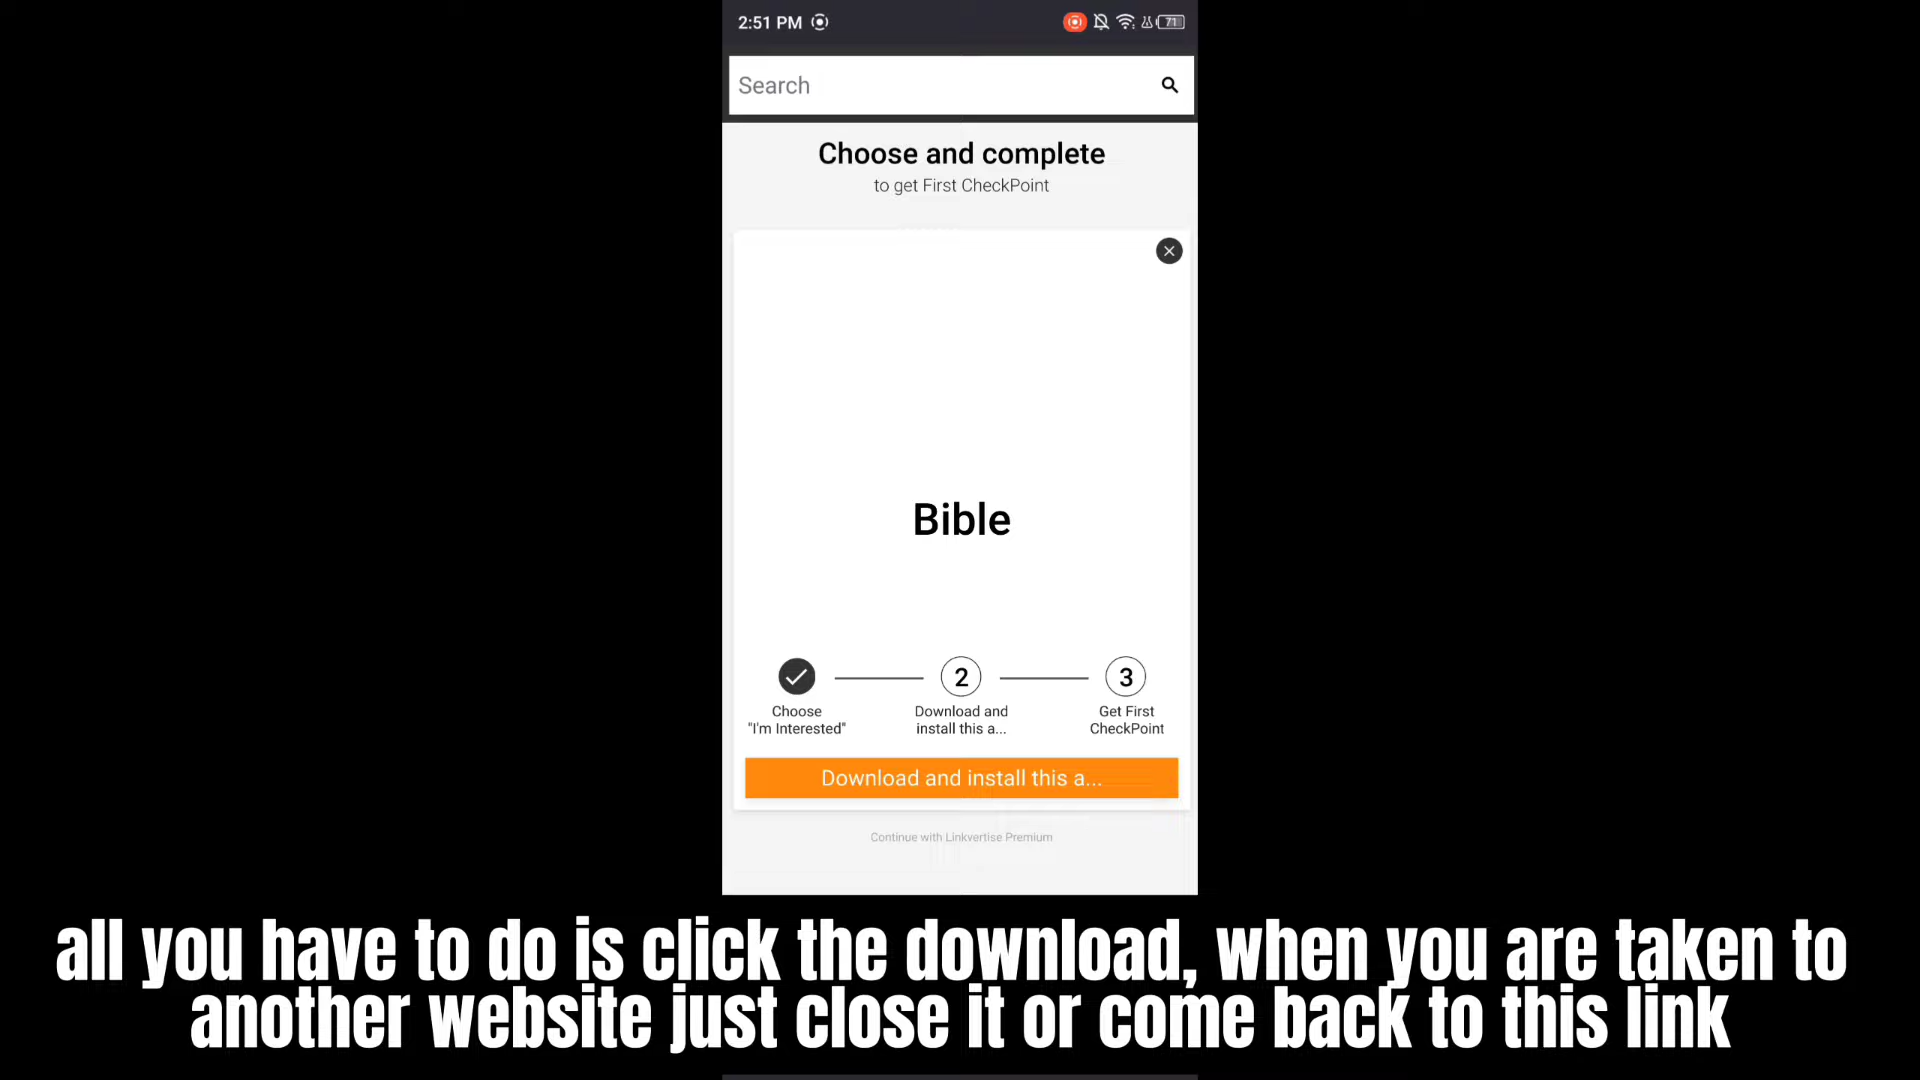 2:51 PM
71
Search
Choose and complete
to get First CheckPoint
Bible
2
3
Choose
"I'm Interested"
Download and
install this a...
Get First
CheckPoint
Download and install this a...
Continue with Linkvertise Premium
all you have to do is click the download, when you are taken to
another website just close it or come back to this link